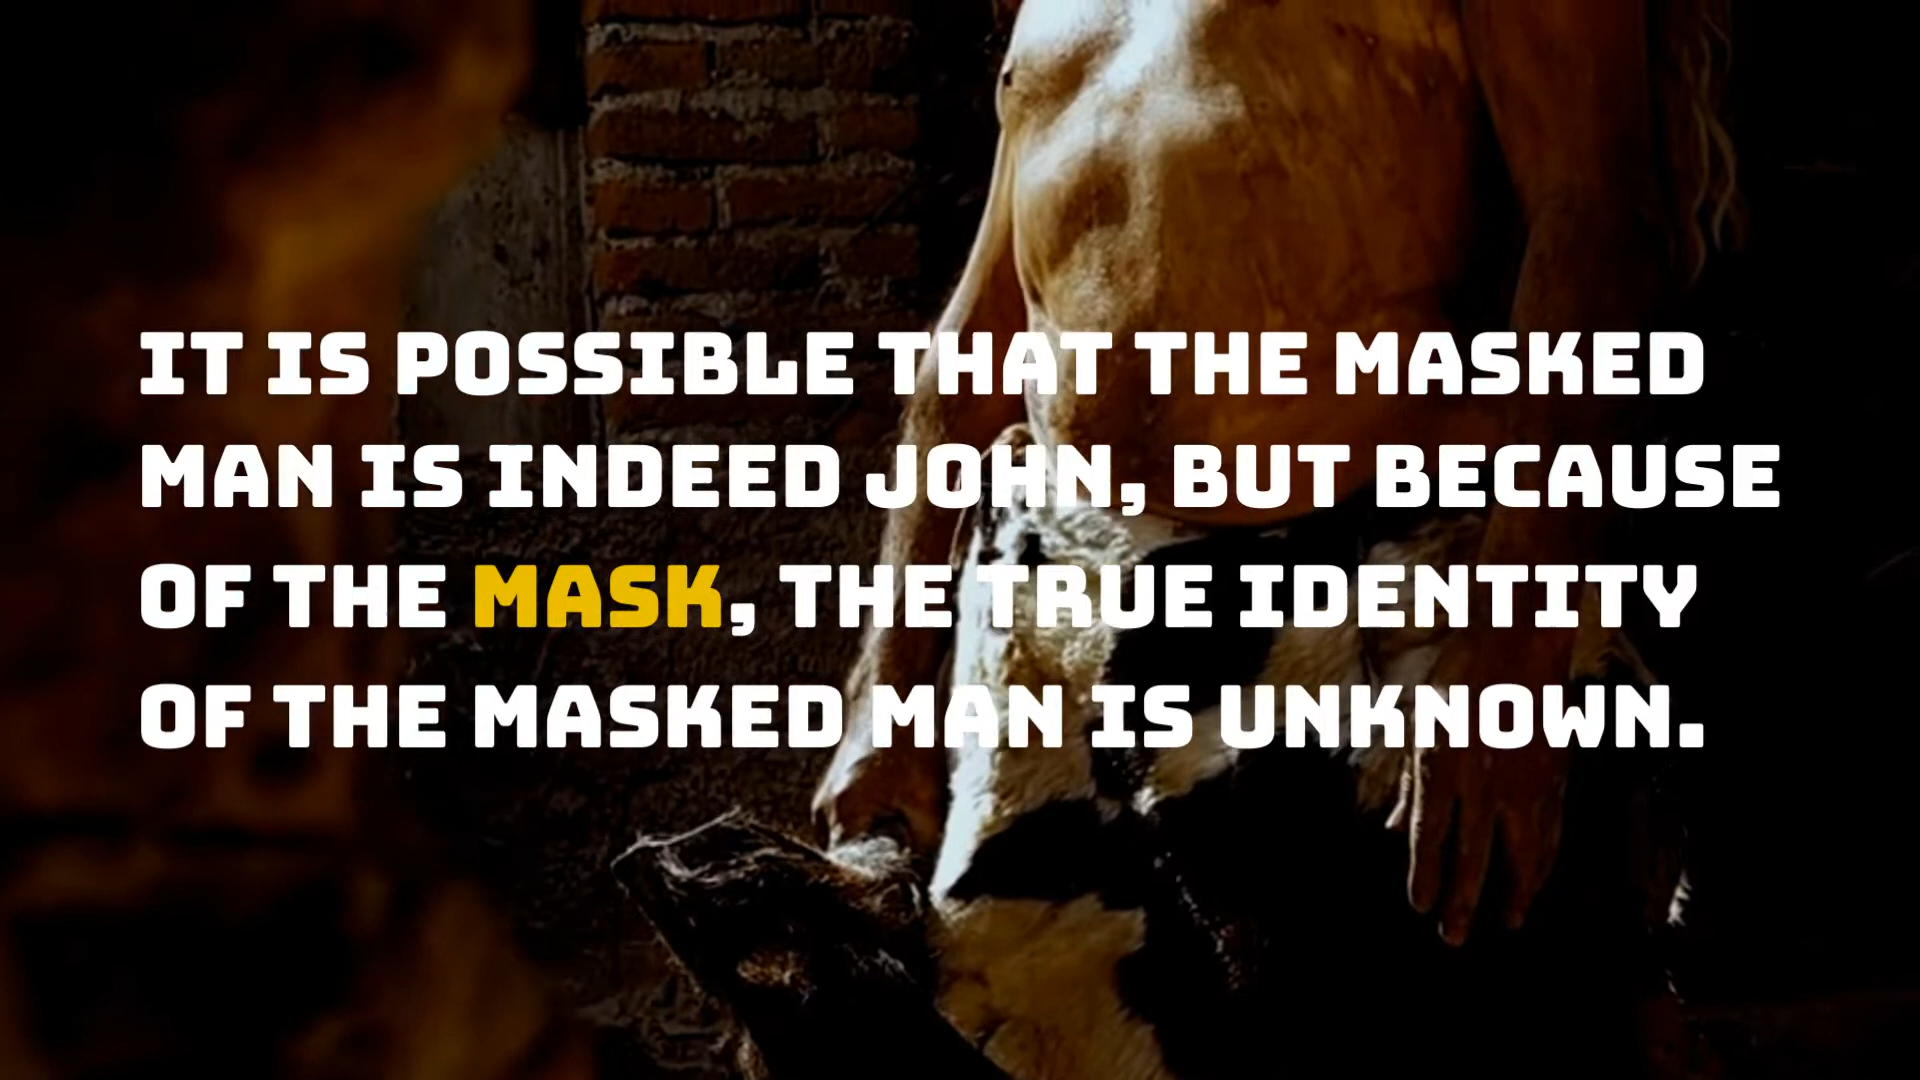 IT IS POSSIBLE THAT THE MASKED
MAN IS INDEED JOHN, BUT BECAUSE
OF THE MASK, THE TRUE IDENTITY
OF THE MASKED MAN IS UNKNOWN.